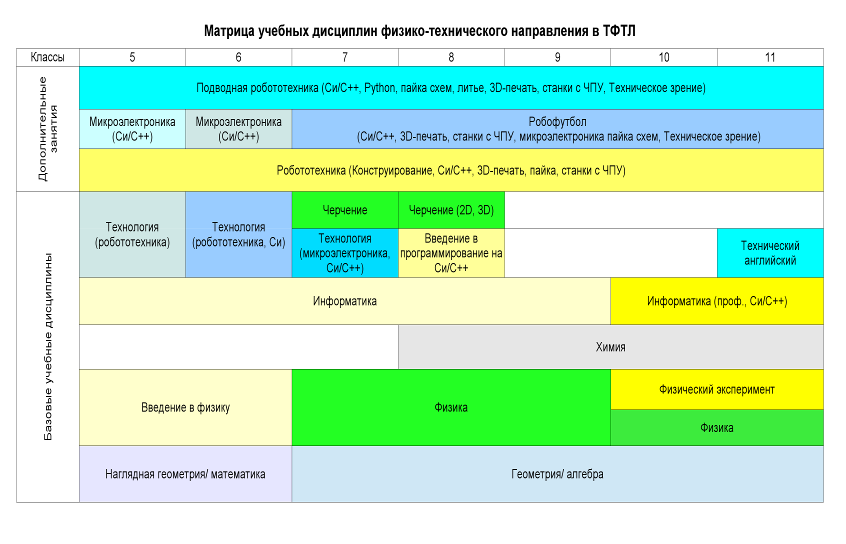 Матрица учебных дисциплин физико-технического направления в ТФТЛ
Классы 5 6 7 8 9 10 11
Дополнительные
занятия
Подводная робототехника (Си/С++, Python, пайка схем, литье, 3D-печать, станки с ЧПУ, Техническое зрение)
Микроэлектроника
(Си/С++)
Микроэлектроника
(Си/С++)
Робофутбол
(Си/С++, 3D-печать, станки с ЧПУ, микроэлектроника пайка схем, Техническое зрение)
Робототехника (Конструирование, Си/С++, 3D-печать, пайка, станки с ЧПУ)
Базовые учебные дисциплины
Технология
(робототехника)
Технология
(робототехника, Си)
Черчение
Черчение (2D, 3D)
Технология
(микроэлектроника,
Си/С++)
Введение в
программирование на
Си/С++
Технический
английский
Информатика
Информатика (проф., Си/С++)
Химия
Введение в физику
Физика
Физический эксперимент
Физика
Наглядная геометрия/ математика
Геометрия/ алгебра